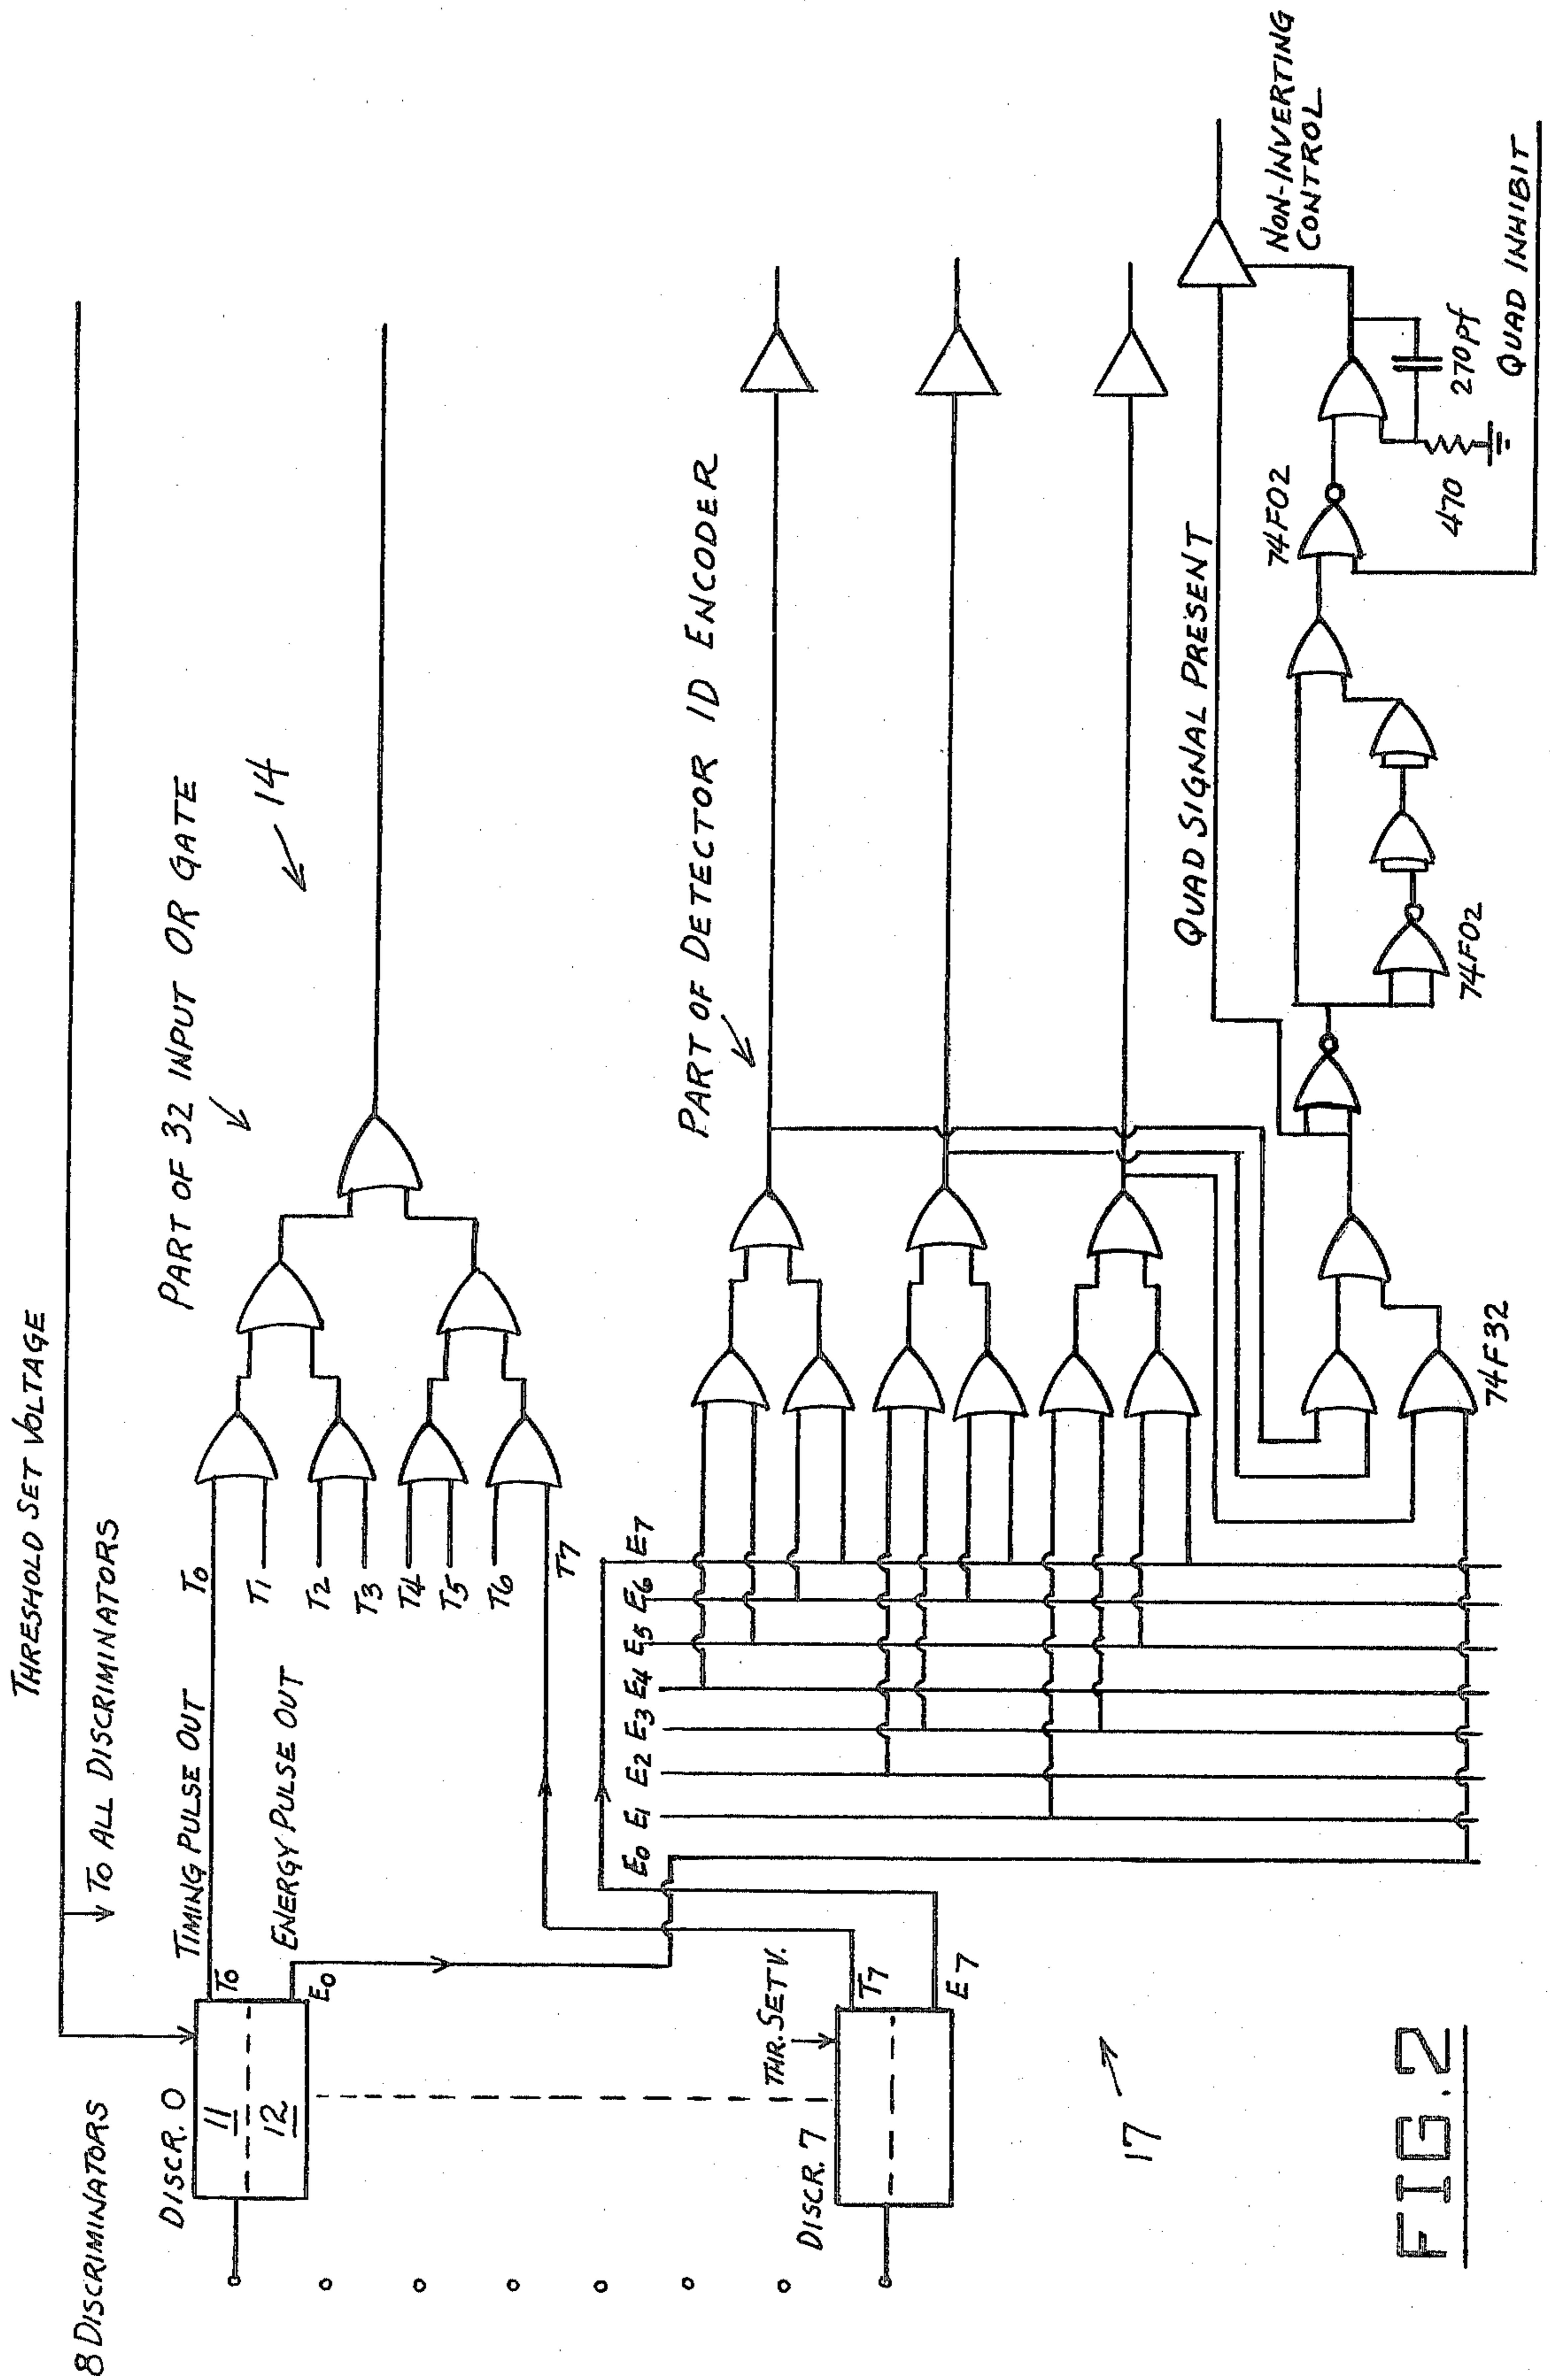 8 DISCRIMINATORS
THRESHOLD SET VOLTAGE
TO ALL DISCRIMINATORS
DISCR. 0
11
12
T0
E0
TIMING PULSE OUT
ENERGY PULSE OUT
T0
T1
T2
T3
T4
T5
T6
T7
PART OF 32 INPUT OR GATE
14
DISCR. 7
THR. SET V.
T7
E7
E0
E1
E2
E3
E4
E5
E6
E7
PART OF DETECTOR ID ENCODER
QUAD SIGNAL PRESENT
NON-INVERTING
CONTROL
74F32
74F02
74F02
470
270pf
QUAD INHIBIT
17
FIG. 2